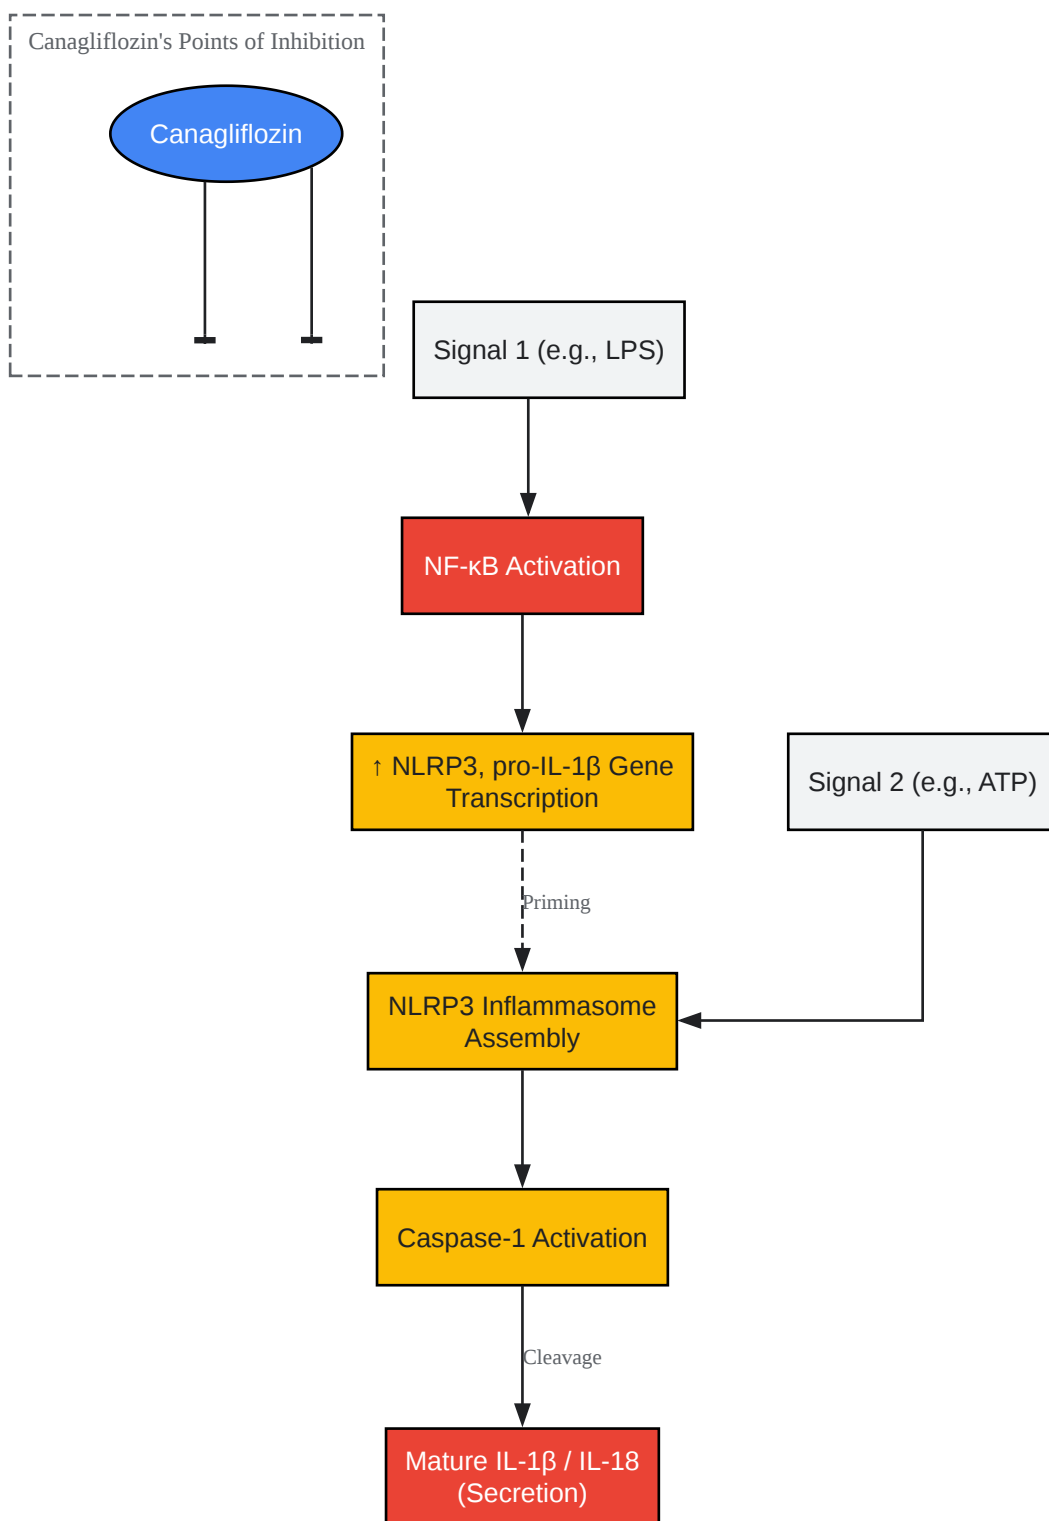 Canagliflozin's Points of Inhibition
Canagliflozin
Signal 1 (e.g., LPS)
NF-κB Activation
↑ NLRP3, pro-IL-1β Gene
Transcription
Signal 2 (e.g., ATP)
Priming
NLRP3 Inflammasome
Assembly
Caspase-1 Activation
Cleavage
Mature IL-1β / IL-18
(Secretion)